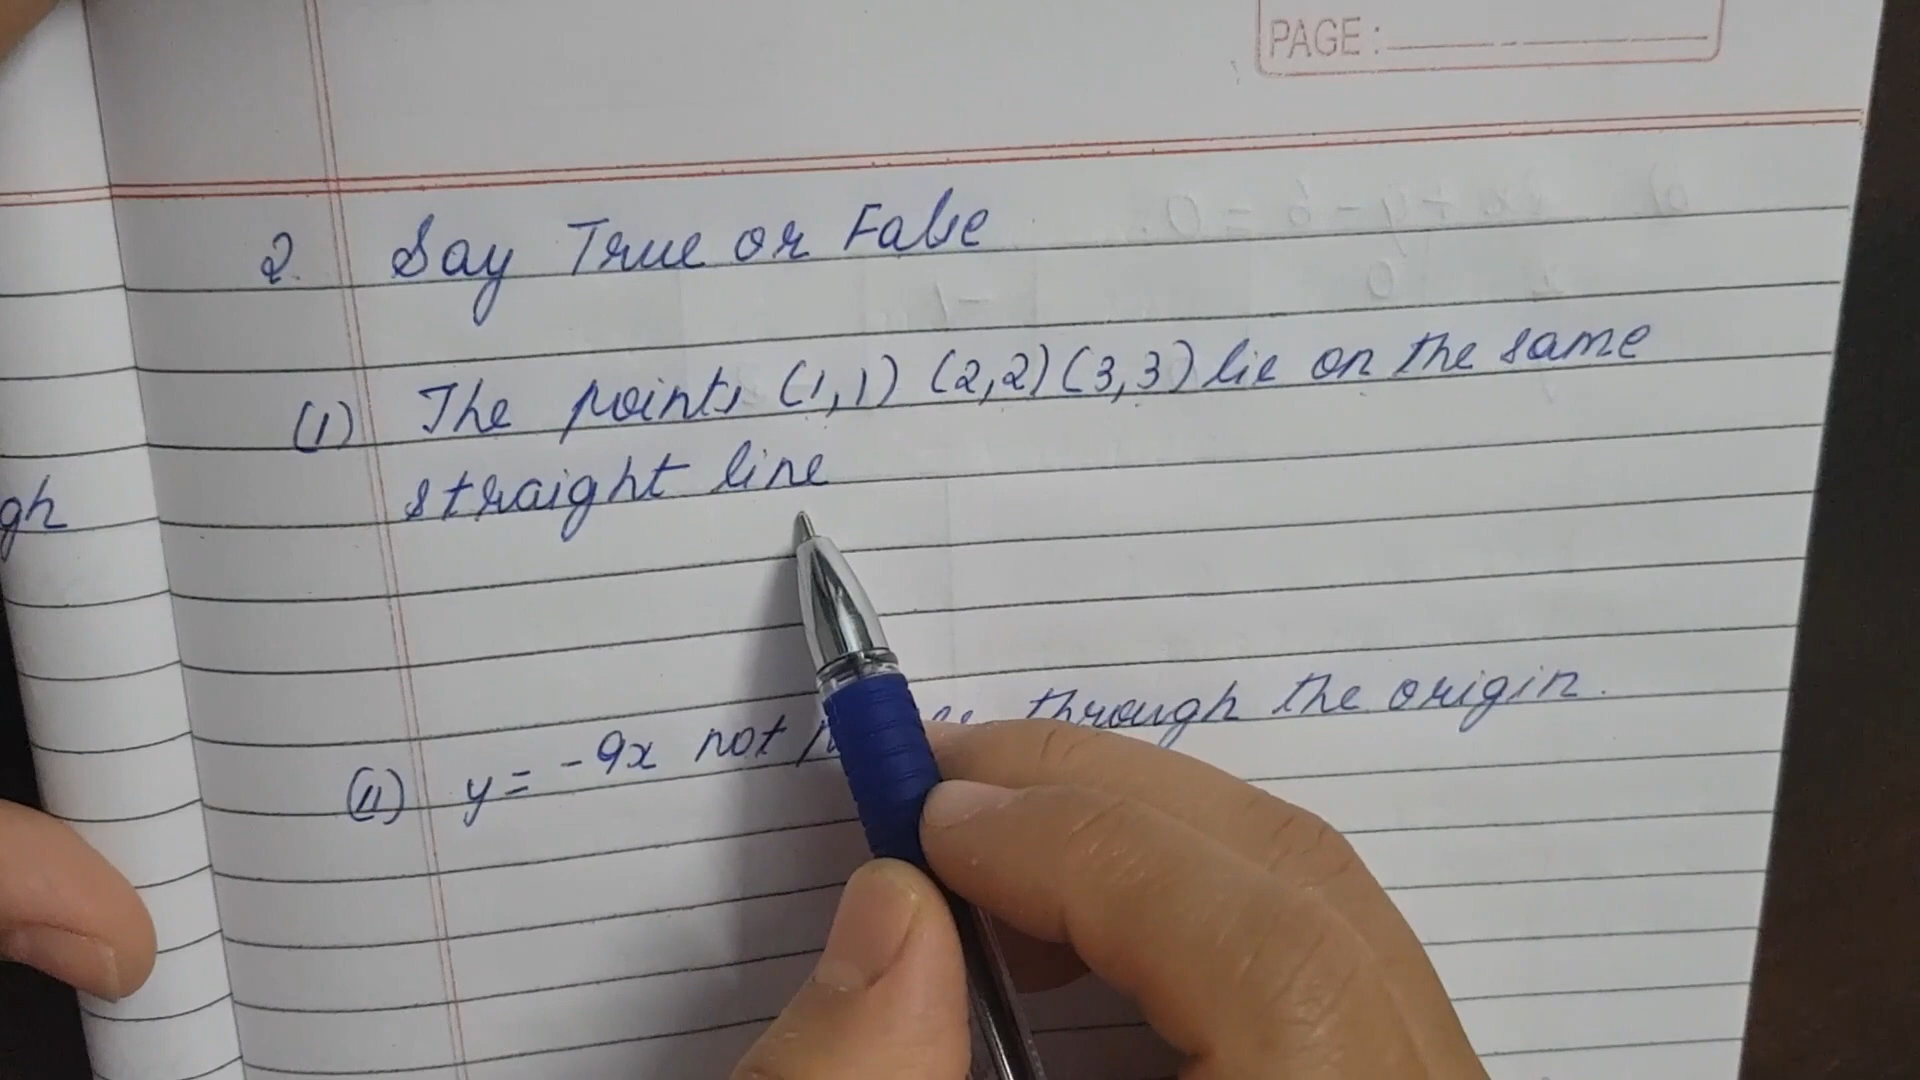 PAGE :
2. Say True or False
(i) The points (1,1) (2,2) (3,3) lie on the same
straight line
gh
(ii) y = -9x not through the origin.